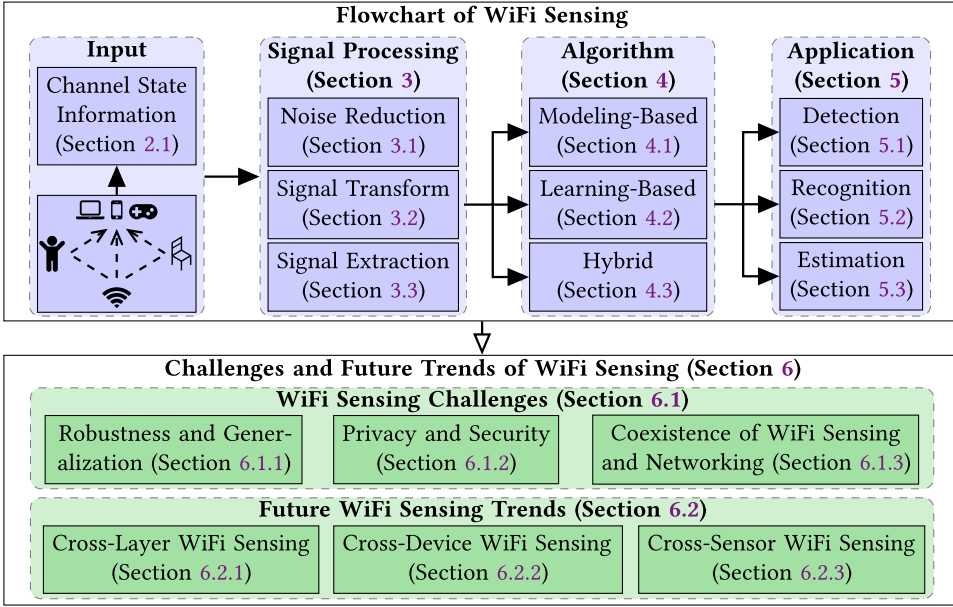 Flowchart of WiFi Sensing
Input
Channel State
Information
(Section 2.1)
Signal Processing
(Section 3)
Noise Reduction
(Section 3.1)
Signal Transform
(Section 3.2)
Signal Extraction
(Section 3.3)
Algorithm
(Section 4)
Modeling-Based
(Section 4.1)
Learning-Based
(Section 4.2)
Hybrid
(Section 4.3)
Application
(Section 5)
Detection
(Section 5.1)
Recognition
(Section 5.2)
Estimation
(Section 5.3)
Challenges and Future Trends of WiFi Sensing (Section 6)
WiFi Sensing Challenges (Section 6.1)
Robustness and Gener-
alization (Section 6.1.1)
Privacy and Security
(Section 6.1.2)
Coexistence of WiFi Sensing
and Networking (Section 6.1.3)
Future WiFi Sensing Trends (Section 6.2)
Cross-Layer WiFi Sensing
(Section 6.2.1)
Cross-Device WiFi Sensing
(Section 6.2.2)
Cross-Sensor WiFi Sensing
(Section 6.2.3)